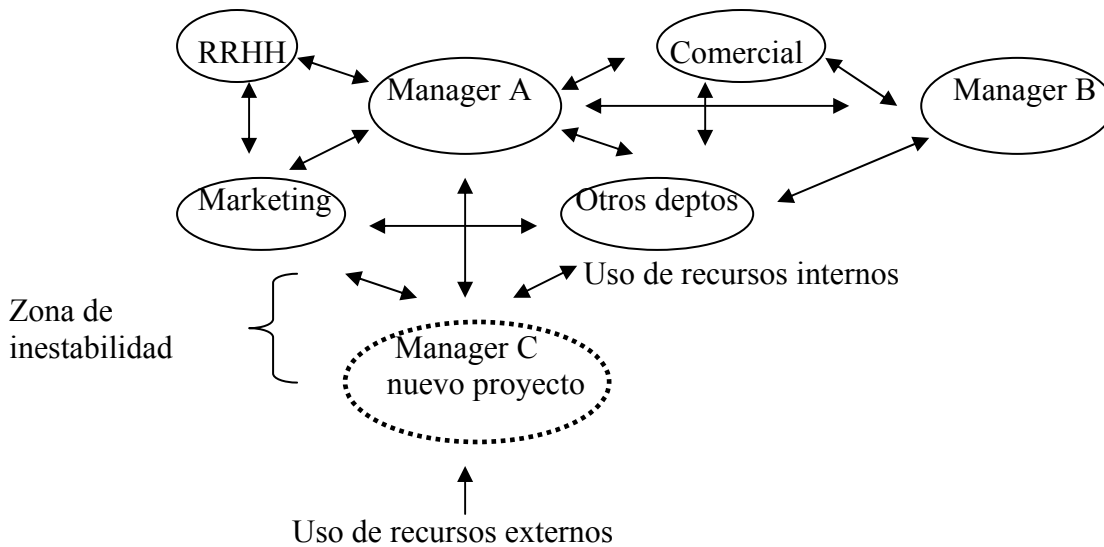 RRHH
Comercial
Manager A
Manager B
Marketing
Otros deptos
Uso de recursos internos
Zona de
inestabilidad
Manager C
nuevo proyecto
Uso de recursos externos